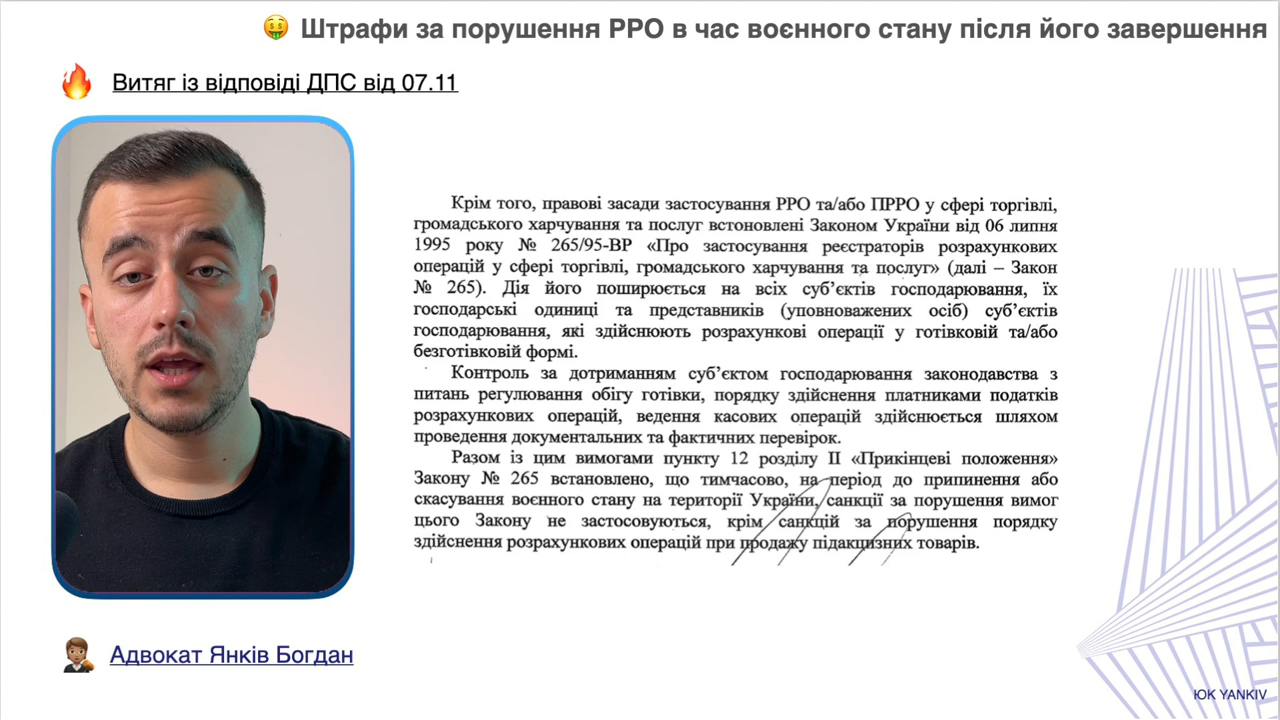 Штрафи за порушення РРО в час воєнного стану після його завершення
Витяг із відповіді ДПС від 07.11
Крім того, правові засади застосування РРО та/або ПРРО у сфері торгівлі,
громадського харчування та послуг встоновлені Законом України від 06 липня
1995 року № 265/95-ВР «Про застосування реєстраторів розрахункових
операцій у сфері торгівлі, громадського харчування та послуг» (далі – Закон
№ 265). Дія його поширюється на всіх суб’єктів господарювання, їх
господарські одиниці та представників (уповноважених осіб) суб’єктів
господарювання, які здійснюють розрахункові операції у готівковій та/або
безготівковій формі.
Контроль за дотриманням суб’єктом господарювання законодавства з
питань регулювання обігу готівки, порядку здійснення платниками податків
розрахункових операцій, ведення касових операцій здійснюється шляхом
проведення документальних та фактичних перевірок.
Разом із цим вимогами пункту 12 розділу II «Прикінцеві положення»
Закону № 265 встановлено, що тимчасово, на період до припинення або
скасування воєнного стану на території України, санкції за порушення вимог
цього Закону не застосовуються, крім санкцій за порушення порядку
здійснення розрахункових операцій при продажу підакцизних товарів.
Адвокат Янків Богдан
ЮК YANKIV